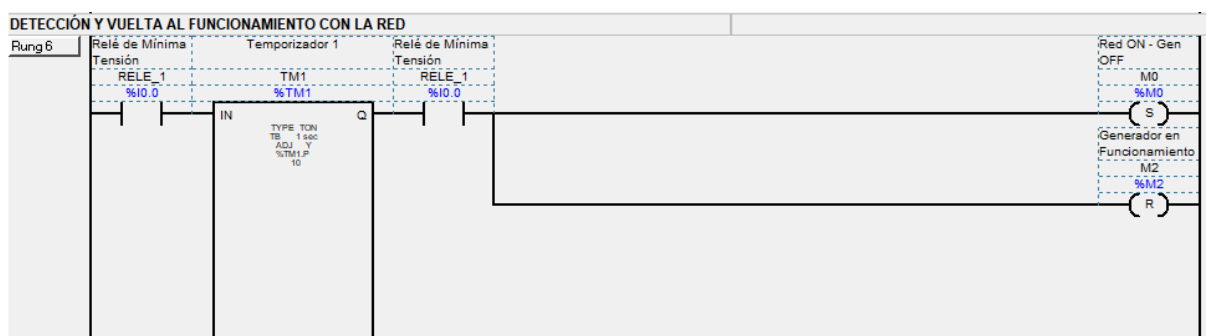 DETECCIÓN Y VUELTA AL FUNCIONAMIENTO CON LA RED
Rung6
Relé de Mínima
Tensión
RELE_1
%I0.0
Temporizador 1
TM1
%TM1
Relé de Mínima
Tensión
RELE_1
%I0.0
Red ON - Gen
OFF
M0
%M0
IN
Q
TYPE TON
TB 1 sec
ADJ Y
%TM1.P
10
S
Generador en
Funcionamiento
M2
%M2
R